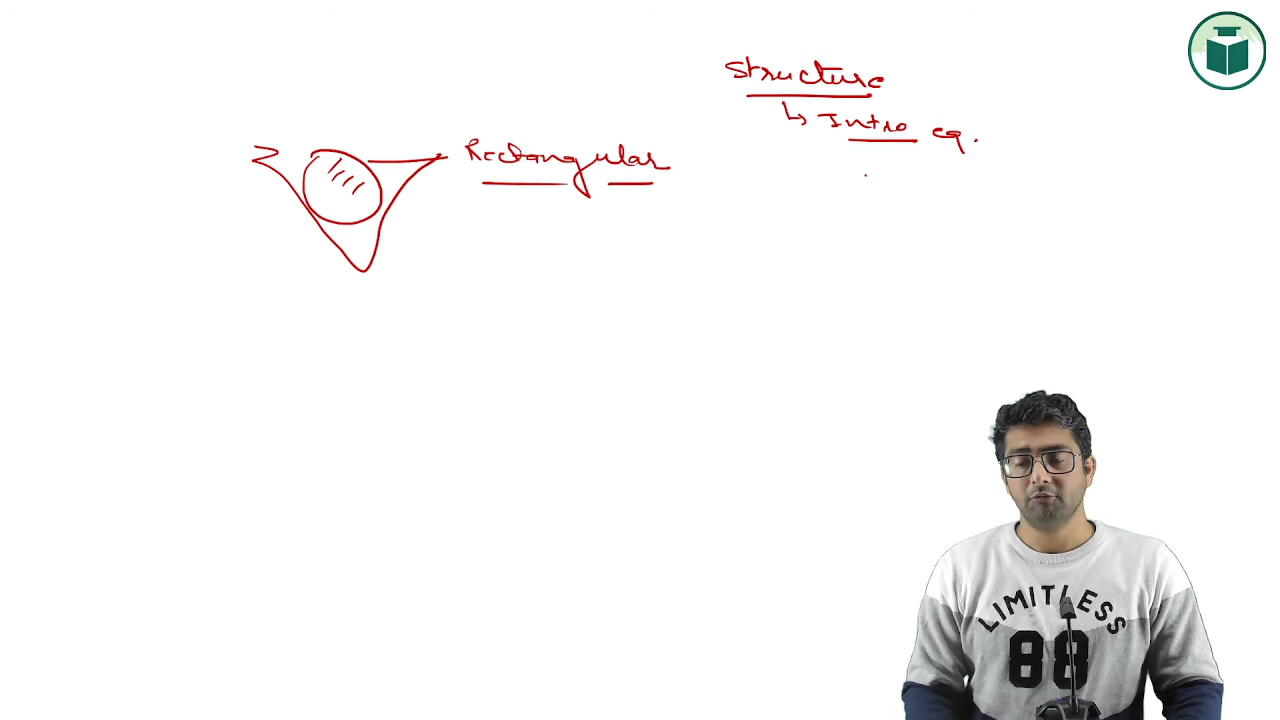 Structure
↳ Intro eq.
Rectangular
LIMITLESS
88